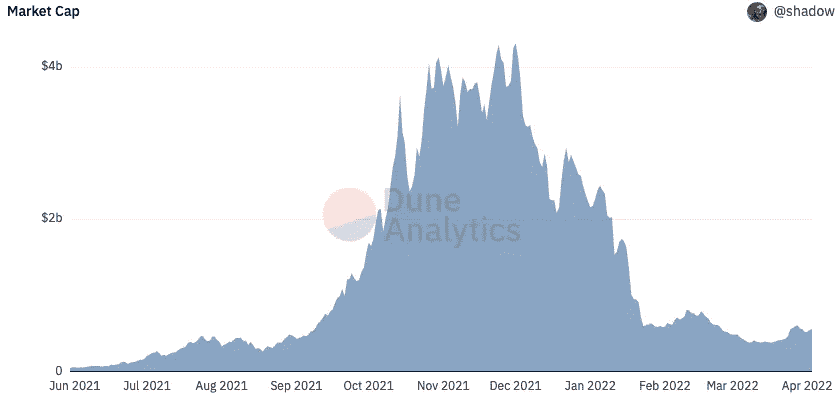 Market Cap
@shadow
$4b
$2b
0
Dune
Analytics
Jun 2021 Jul 2021 Aug 2021 Sep 2021 Oct 2021 Nov 2021 Dec 2021 Jan 2022 Feb 2022 Mar 2022 Apr 2022